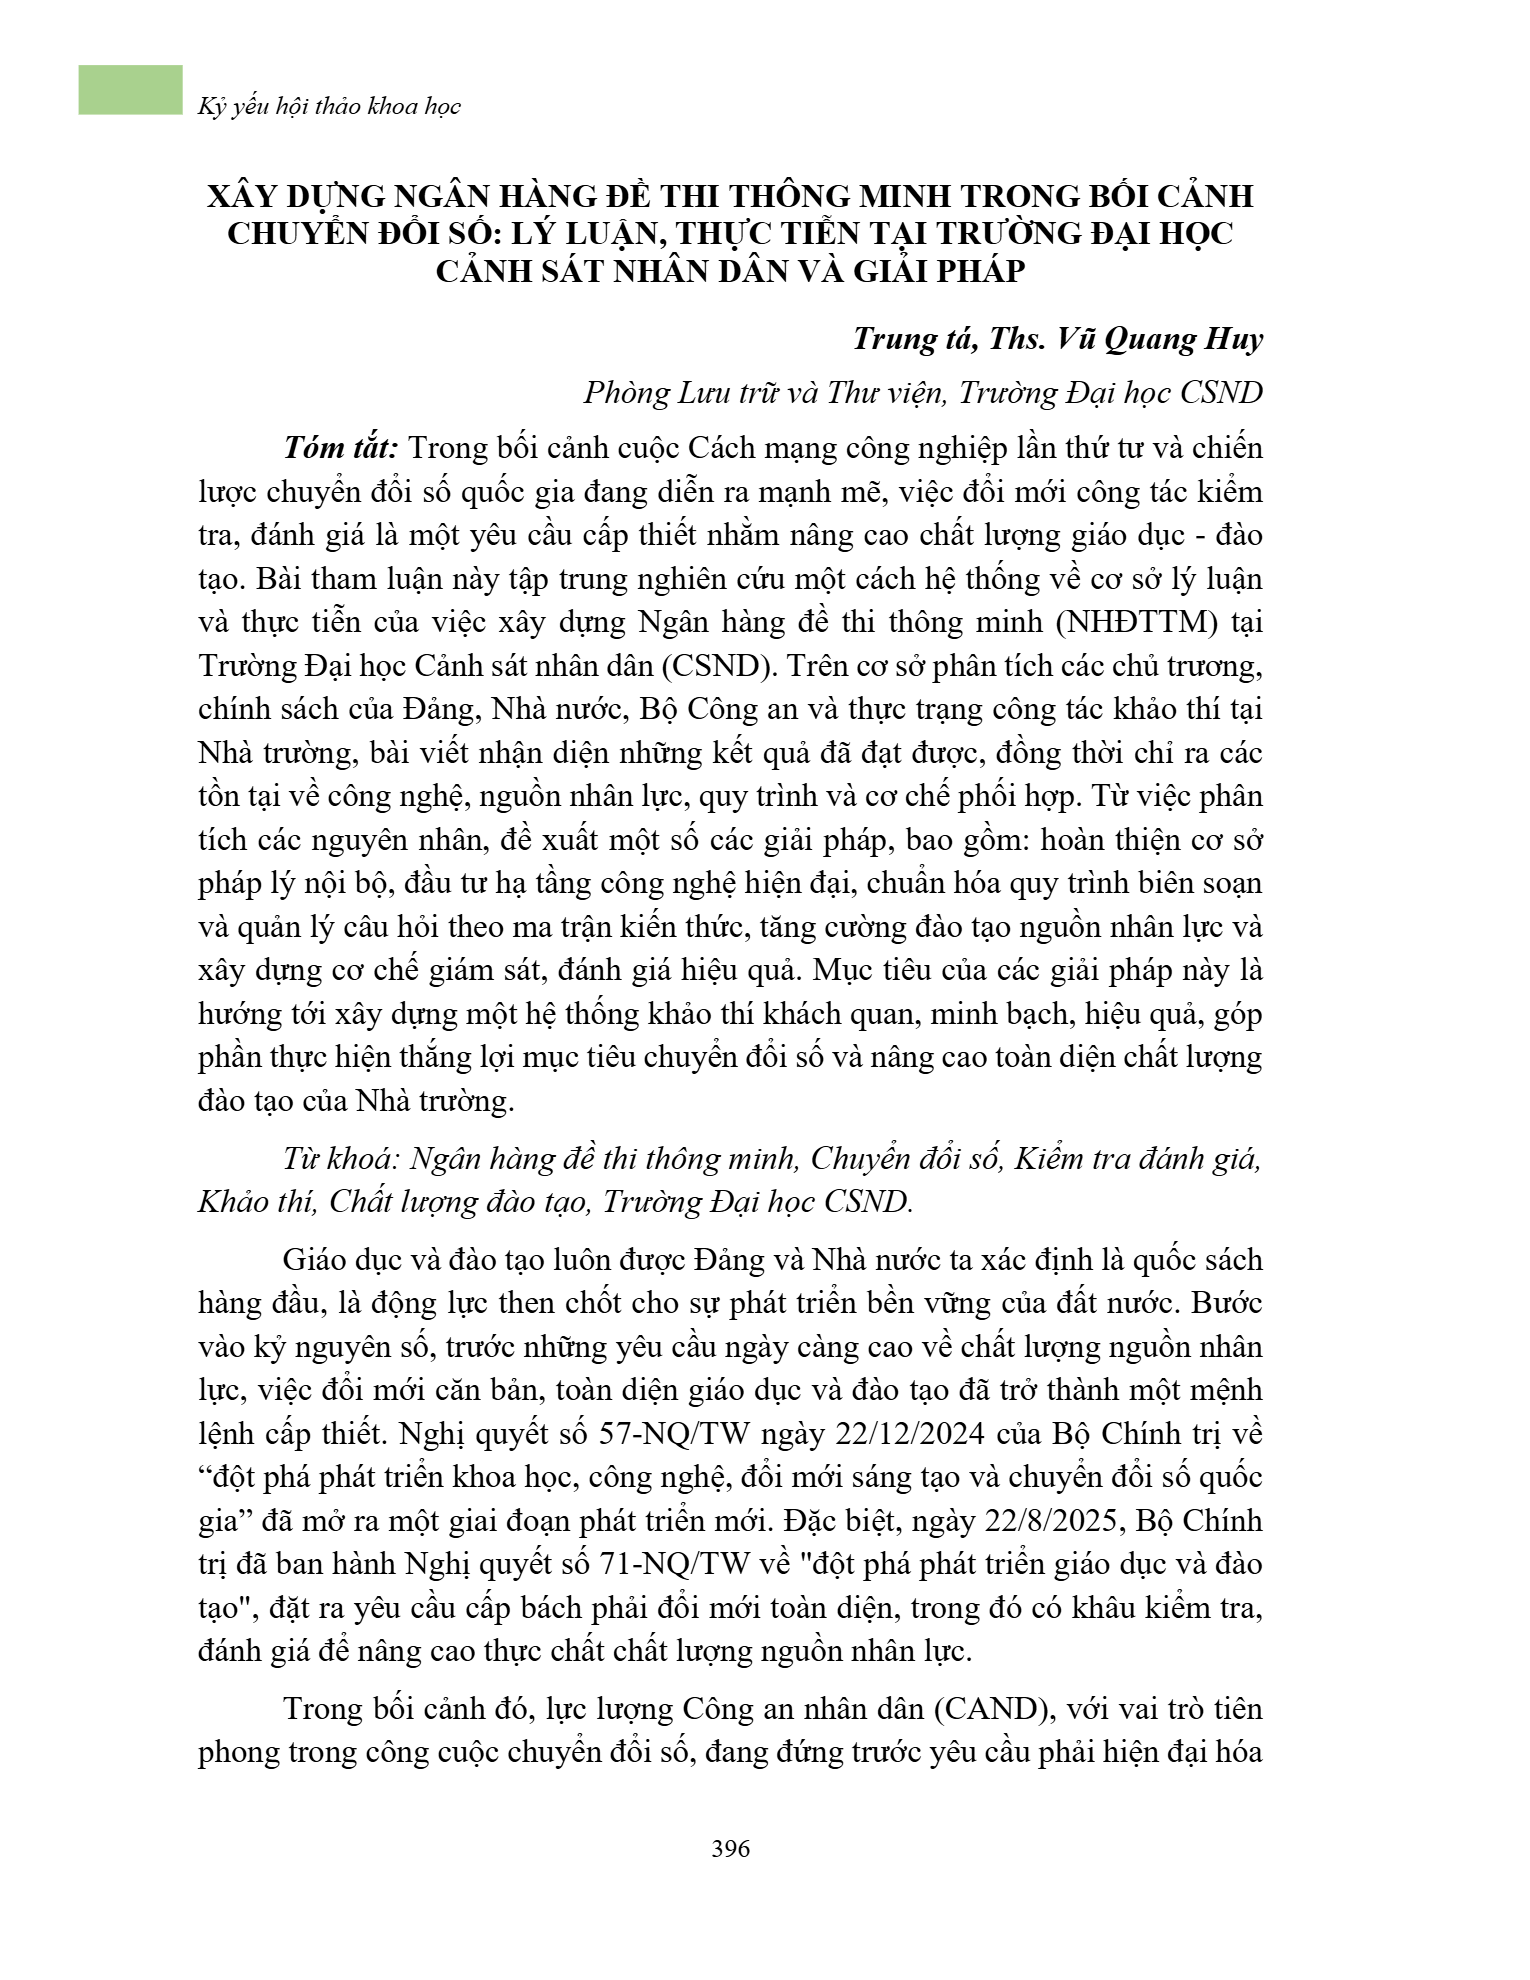 Kỷ yếu hội thảo khoa học
XÂY DỰNG NGÂN HÀNG ĐỀ THI THÔNG MINH TRONG BỐI CẢNH
CHUYỂN ĐỔI SỐ: LÝ LUẬN, THỰC TIỄN TẠI TRƯỜNG ĐẠI HỌC
CẢNH SÁT NHÂN DÂN VÀ GIẢI PHÁP
Trung tá, Ths. Vũ Quang Huy
Phòng Lưu trữ và Thư viện, Trường Đại học CSND
Tóm tắt: Trong bối cảnh cuộc Cách mạng công nghiệp lần thứ tư và chiến
lược chuyển đổi số quốc gia đang diễn ra mạnh mẽ, việc đổi mới công tác kiểm
tra, đánh giá là một yêu cầu cấp thiết nhằm nâng cao chất lượng giáo dục - đào
tạo. Bài tham luận này tập trung nghiên cứu một cách hệ thống về cơ sở lý luận
và thực tiễn của việc xây dựng Ngân hàng đề thi thông minh (NHĐTTM) tại
Trường Đại học Cảnh sát nhân dân (CSND). Trên cơ sở phân tích các chủ trương,
chính sách của Đảng, Nhà nước, Bộ Công an và thực trạng công tác khảo thí tại
Nhà trường, bài viết nhận diện những kết quả đã đạt được, đồng thời chỉ ra các
tồn tại về công nghệ, nguồn nhân lực, quy trình và cơ chế phối hợp. Từ việc phân
tích các nguyên nhân, đề xuất một số các giải pháp, bao gồm: hoàn thiện cơ sở
pháp lý nội bộ, đầu tư hạ tầng công nghệ hiện đại, chuẩn hóa quy trình biên soạn
và quản lý câu hỏi theo ma trận kiến thức, tăng cường đào tạo nguồn nhân lực và
xây dựng cơ chế giám sát, đánh giá hiệu quả. Mục tiêu của các giải pháp này là
hướng tới xây dựng một hệ thống khảo thí khách quan, minh bạch, hiệu quả, góp
phần thực hiện thắng lợi mục tiêu chuyển đổi số và nâng cao toàn diện chất lượng
đào tạo của Nhà trường.
Từ khoá: Ngân hàng đề thi thông minh, Chuyển đổi số, Kiểm tra đánh giá,
Khảo thí, Chất lượng đào tạo, Trường Đại học CSND.
Giáo dục và đào tạo luôn được Đảng và Nhà nước ta xác định là quốc sách
hàng đầu, là động lực then chốt cho sự phát triển bền vững của đất nước. Bước
vào kỷ nguyên số, trước những yêu cầu ngày càng cao về chất lượng nguồn nhân
lực, việc đổi mới căn bản, toàn diện giáo dục và đào tạo đã trở thành một mệnh
lệnh cấp thiết. Nghị quyết số 57-NQ/TW ngày 22/12/2024 của Bộ Chính trị về
“đột phá phát triển khoa học, công nghệ, đổi mới sáng tạo và chuyển đổi số quốc
gia” đã mở ra một giai đoạn phát triển mới. Đặc biệt, ngày 22/8/2025, Bộ Chính
trị đã ban hành Nghị quyết số 71-NQ/TW về "đột phá phát triển giáo dục và đào
tạo", đặt ra yêu cầu cấp bách phải đổi mới toàn diện, trong đó có khâu kiểm tra,
đánh giá để nâng cao thực chất chất lượng nguồn nhân lực.
Trong bối cảnh đó, lực lượng Công an nhân dân (CAND), với vai trò tiên
phong trong công cuộc chuyển đổi số, đang đứng trước yêu cầu phải hiện đại hóa
396